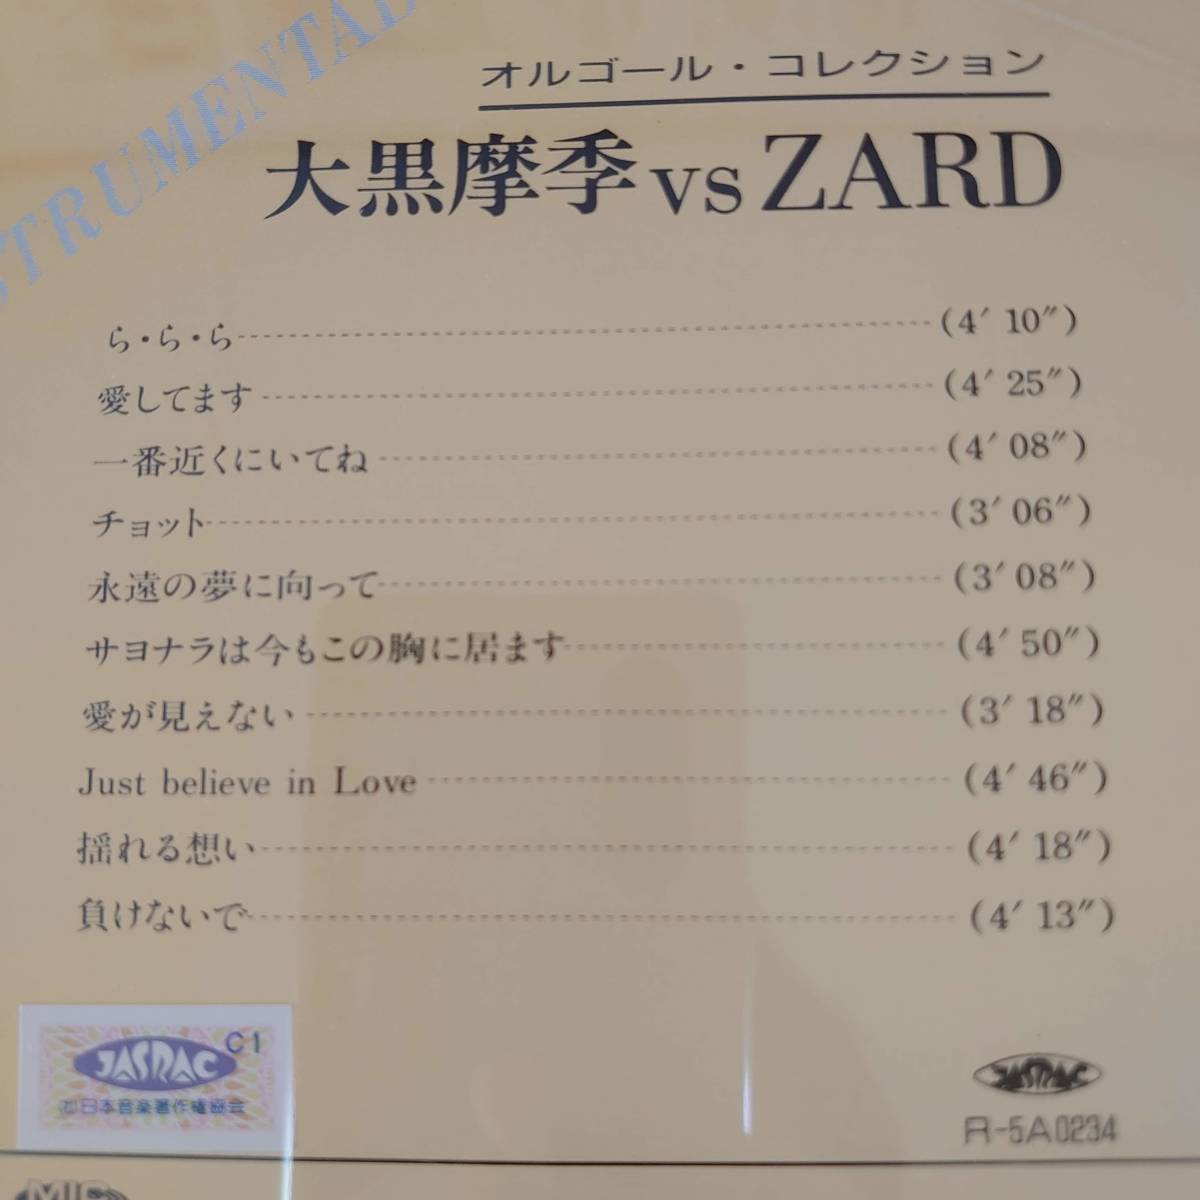 STRUMENTAL
オルゴール・コレクション
大黒摩季 vs ZARD
ら・ら・ら (4′ 10″)
愛してます (4′ 25″)
一番近くにいてね (4′ 08″)
チョット (3′ 06″)
永遠の夢に向って (3′ 08″)
サヨナラは今もこの胸に居ます (4′ 50″)
愛が見えない (3′ 18″)
Just believe in Love (4′ 46″)
揺れる想い (4′ 18″)
負けないで (4′ 13″)
C1
JASRAC
日本音楽著作権協会
JASRAC
R-5A0234